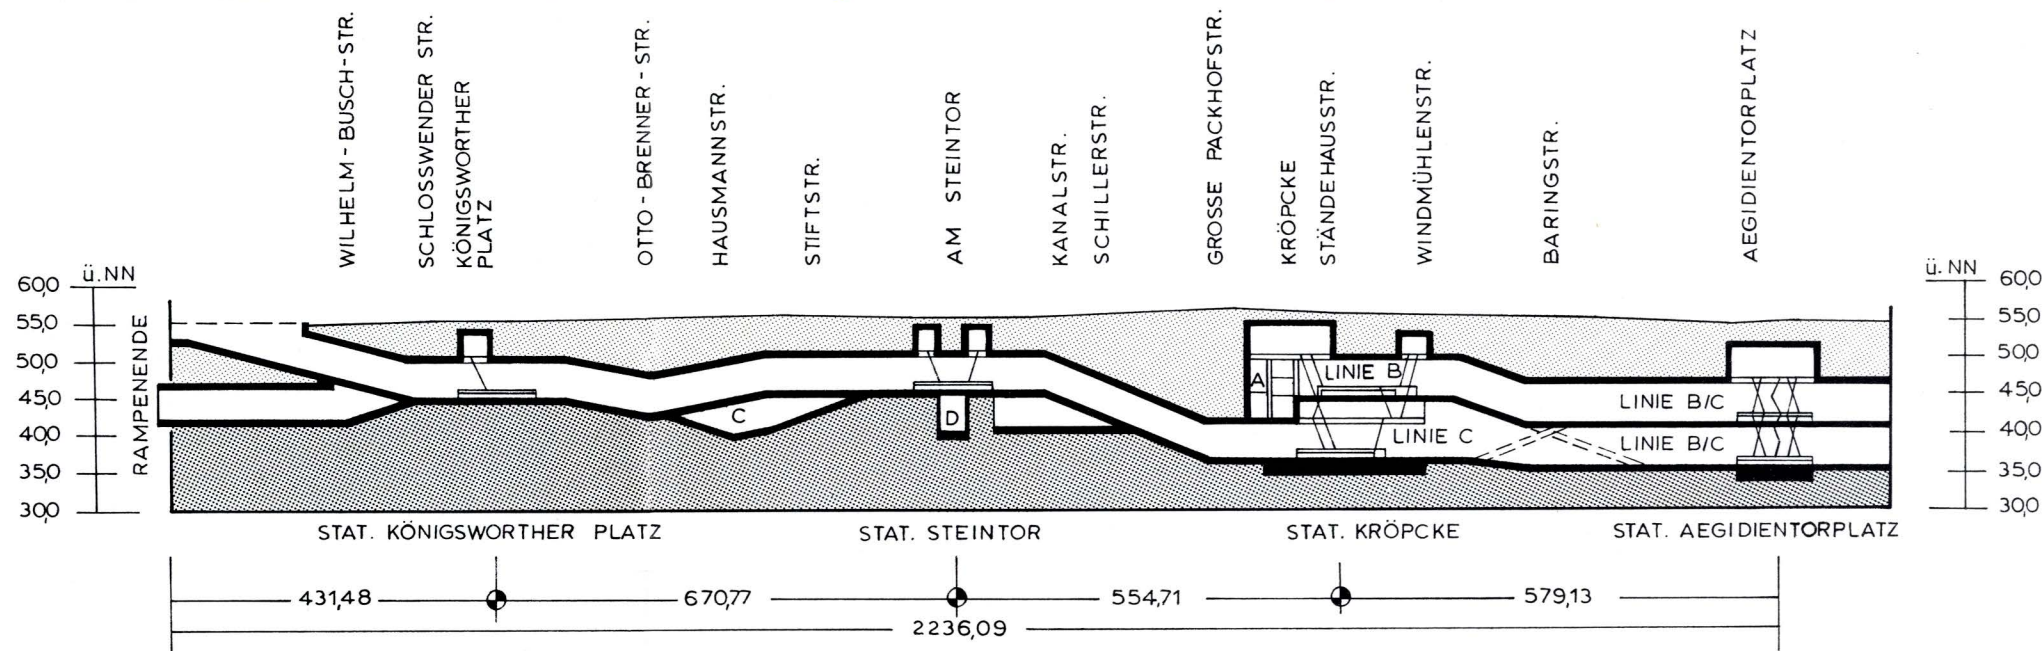 WILHELM-BUSCH-STR.
SCHLOSSWENDER STR.
KÖNIGSWORTHER
PLATZ
OTTO-BRENNER-STR.
HAUSMANNSTR.
STIFTSTR.
AM STEINTOR
KANALSTR.
SCHILLERSTR.
GROSSE PACKHOFSTR.
KRÖPCKE
STÄNDEHAUSSTR.
WINDMÜHLENSTR.
BARINGSTR.
AEGIDIENTORPLATZ
ü.NN
60,0
55,0
50,0
45,0
40,0
35,0
30,0
RAMPENENDE
C
D
A
LINIE B
LINIE C
LINIE B/C
LINIE B/C
ü.NN
60,0
55,0
50,0
45,0
40,0
35,0
30,0
STAT. KÖNIGSWORTHER PLATZ
STAT. STEINTOR
STAT. KRÖPCKE
STAT. AEGIDIENTORPLATZ
431,48
670,77
554,71
579,13
2236,09